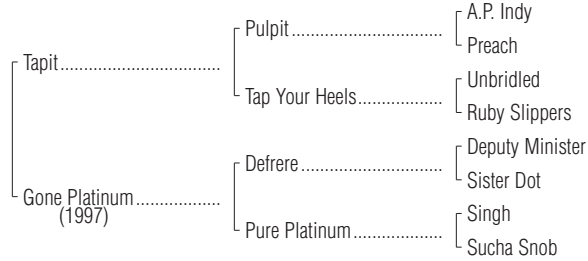 A.P. Indy
Pulpit
Preach
Tapit
Unbridled
Tap Your Heels
Ruby Slippers
Deputy Minister
Defrere
Sister Dot
Gone Platinum
(1997)
Singh
Pure Platinum
Sucha Snob